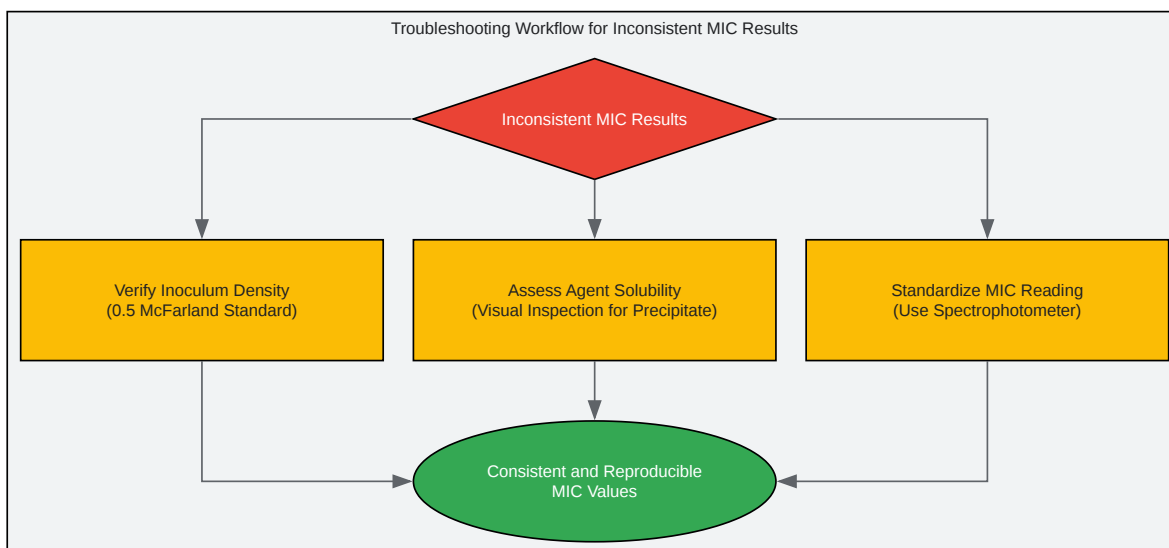 Troubleshooting Workflow for Inconsistent MIC Results
Inconsistent MIC Results
Verify Inoculum Density
(0.5 McFarland Standard)
Assess Agent Solubility
(Visual Inspection for Precipitate)
Standardize MIC Reading
(Use Spectrophotometer)
Consistent and Reproducible
MIC Values